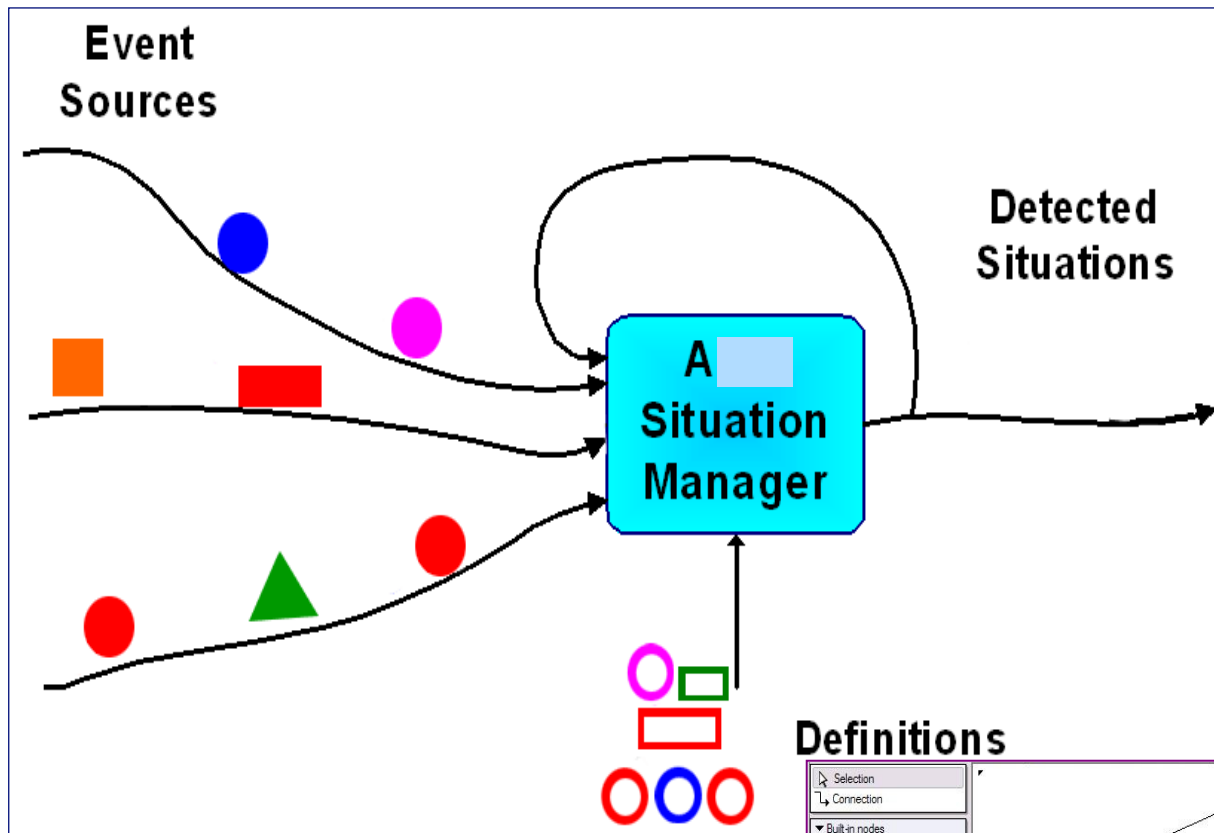 Event
Sources
Detected
Situations
A
Situation
Manager
Definitions
Selection
Connection
Built-in nodes